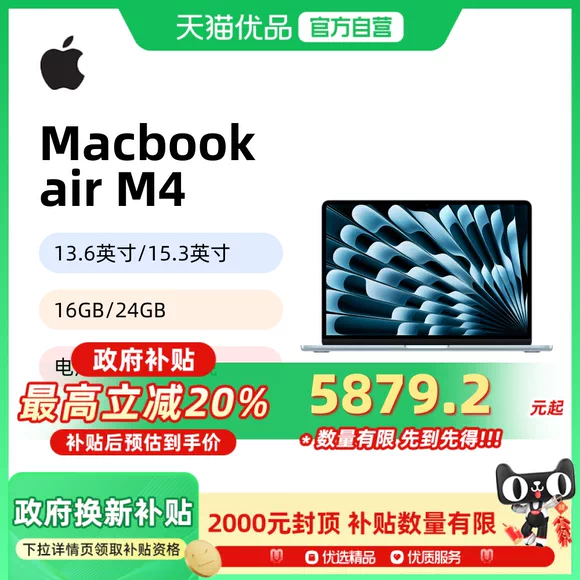 天猫优品 官方自营
Macbook
air M4
13.6英寸/15.3英寸
16GB/24GB
政府补贴
最高立减20%
补贴后预估到手价
5879.2 元起
*数量有限 先到先得!!!
政府换新补贴
下拉详情页领取补贴资格
2000元封顶 补贴数量有限
优选精品 优质服务